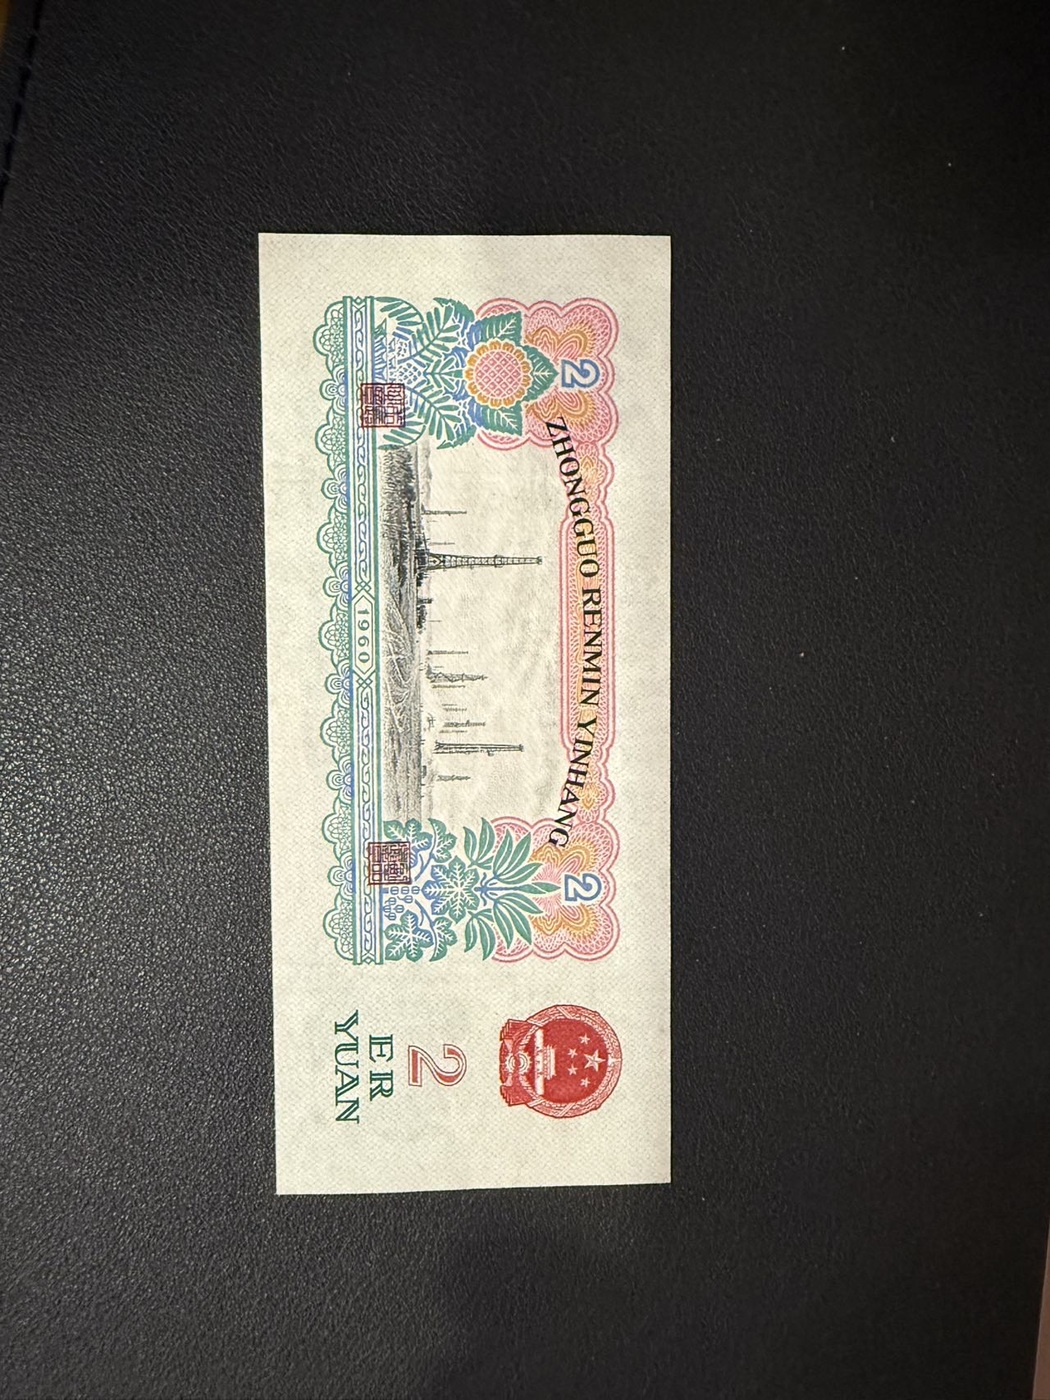 2 2
ZHONGGUO RENMIN YINHANG
1960
2
ER
YUAN